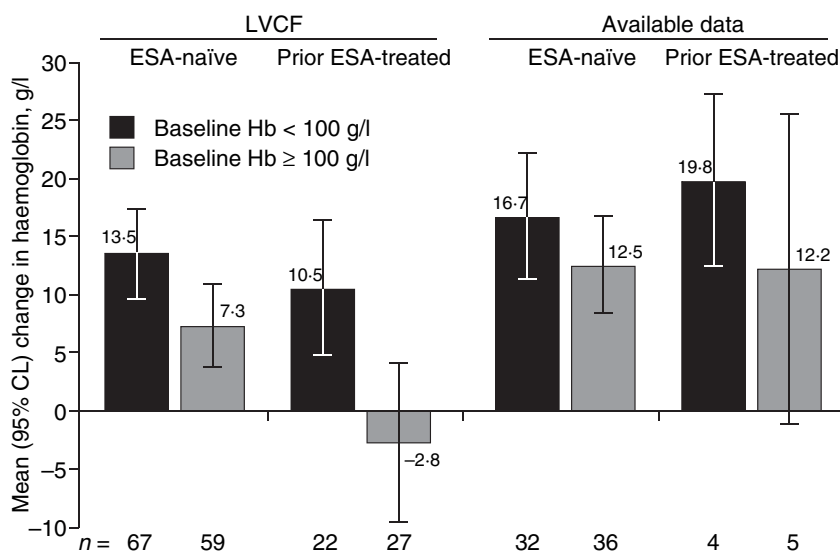 LVCF Available data
ESA-naïve Prior ESA-treated ESA-naïve Prior ESA-treated
Mean (95% CL) change in haemoglobin, g/l
30
25
20
15
10
5
0
–5
–10
Baseline Hb < 100 g/l
Baseline Hb ≥ 100 g/l
13·5
7·3
10·5
–2·8
16·7
12·5
19·8
12·2
n = 67 59 22 27 32 36 4 5